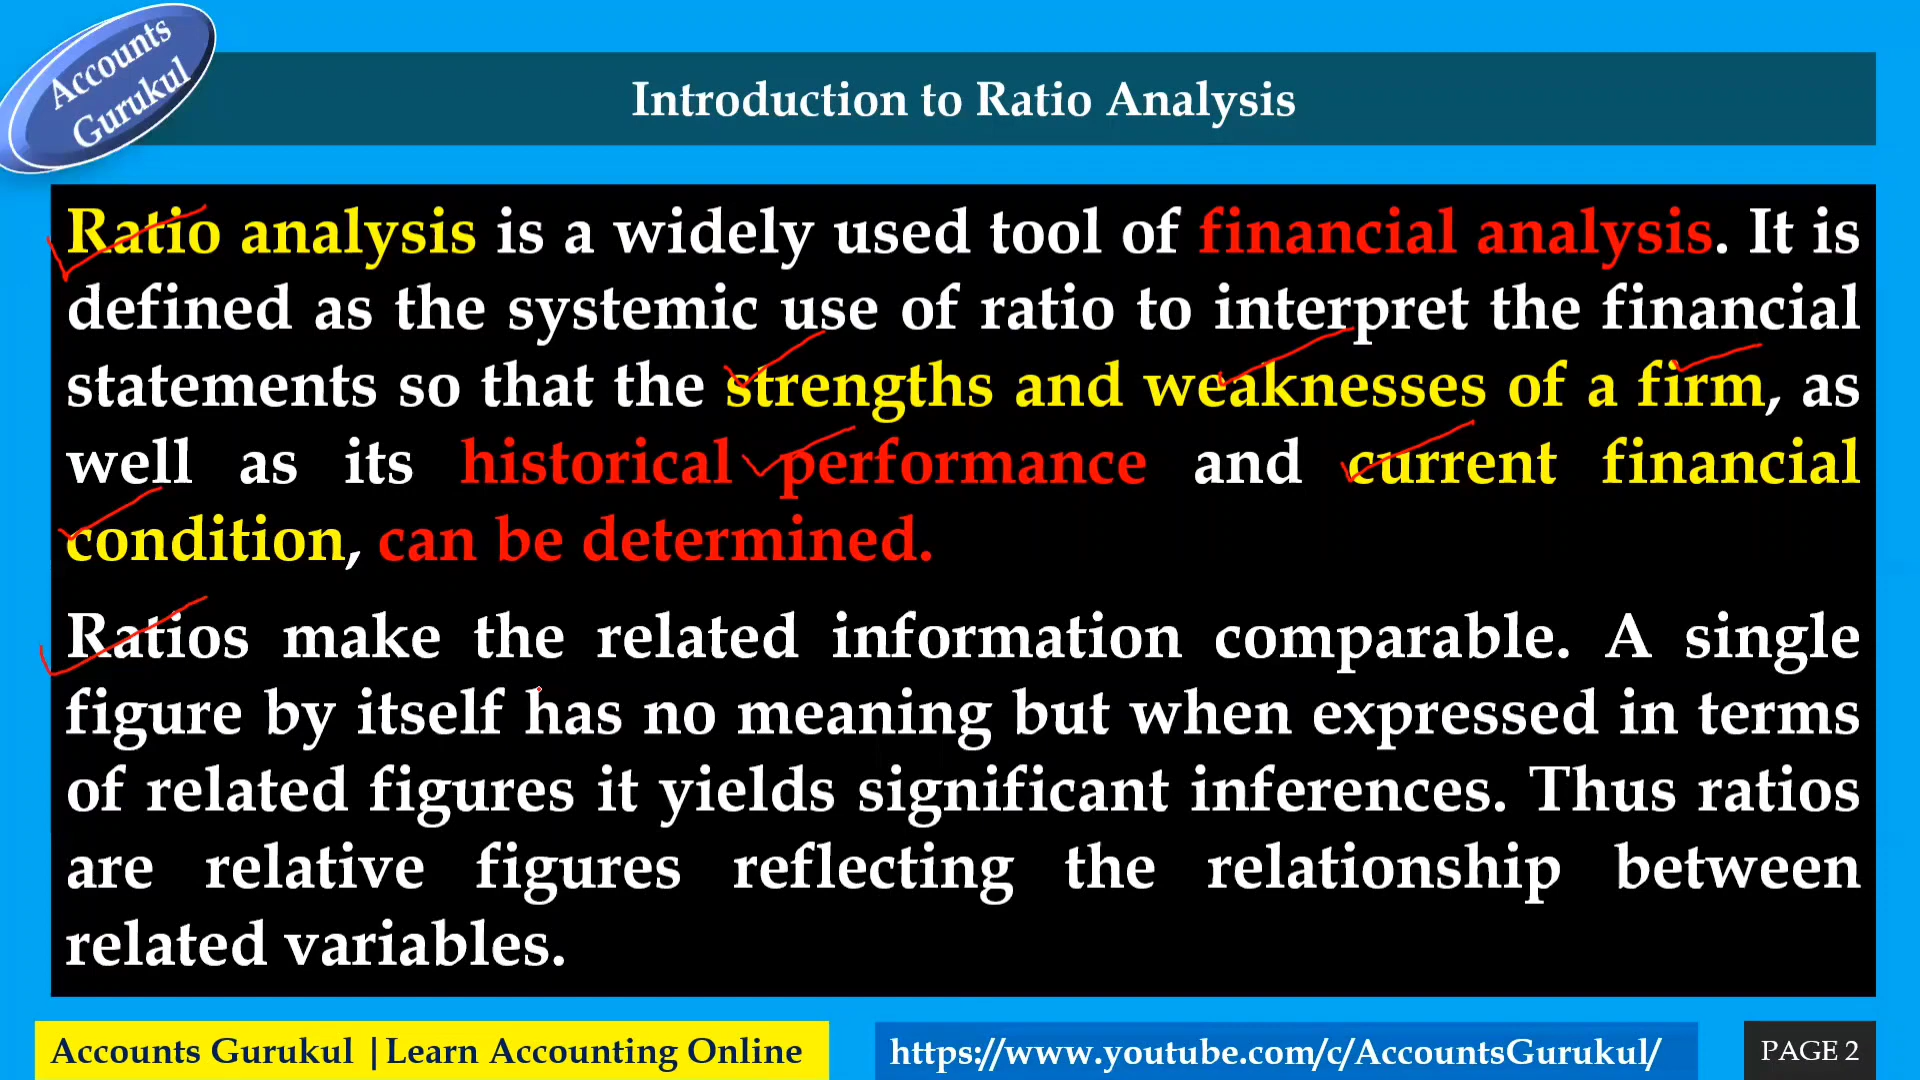 Accounts
Gurukul
Introduction to Ratio Analysis
Ratio analysis is a widely used tool of financial analysis. It is
defined as the systemic use of ratio to interpret the financial
statements so that the strengths and weaknesses of a firm, as
well as its historical performance and current financial
condition, can be determined.
Ratios make the related information comparable. A single
figure by itself has no meaning but when expressed in terms
of related figures it yields significant inferences. Thus ratios
are relative figures reflecting the relationship between
related variables.
Accounts Gurukul |Learn Accounting Online
https://www.youtube.com/c/AccountsGurukul/
PAGE 2